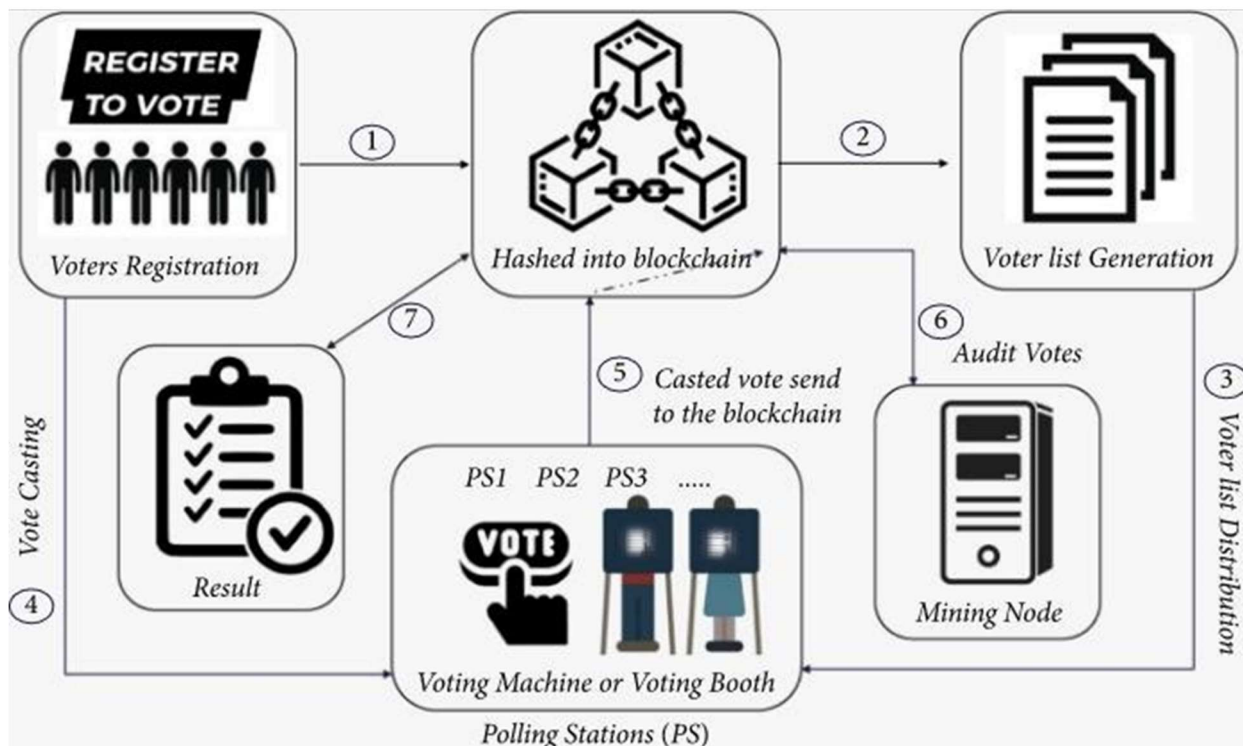 REGISTER
TO VOTE
Voters Registration
1
Hashed into blockchain
2
Voter list Generation
7
6
Audit Votes
3
Voter list Distribution
5
Casted vote send
to the blockchain
Vote Casting
4
Result
PS1 PS2 PS3 .....
VOTE
Voting Machine or Voting Booth
Polling Stations (PS)
Mining Node